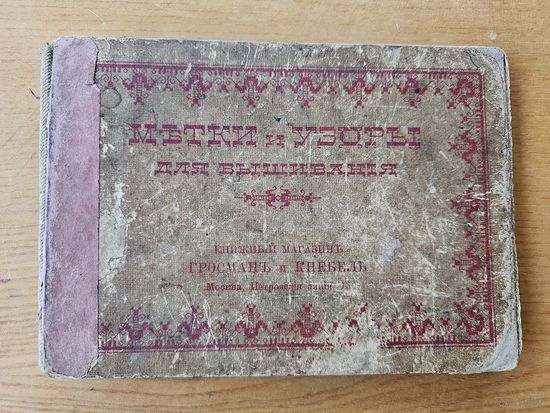 МѢТКИ и УЗОРЫ
ДЛЯ ВЫШИВАНІЯ
КНИЖНЫЙ МАГАЗИНЪ
ГРОСМАНЪ и КНЕБЕЛЬ
Москва, Петровскія линіи,